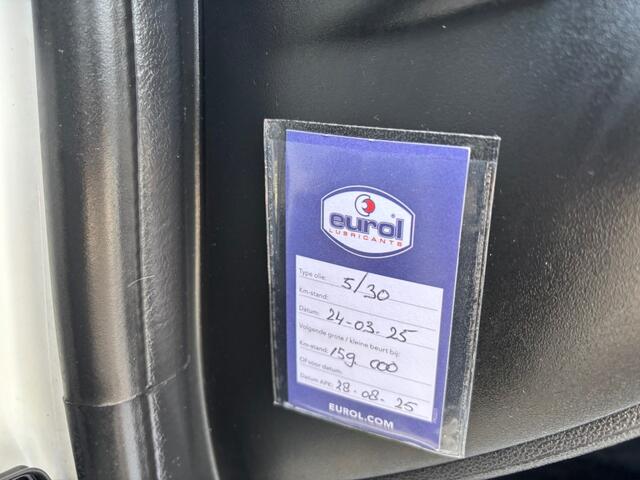 eurol
LUBRICANTS
Type olie: 5/30
Km-stand:
Datum: 24-03-25
Volgende grote / kleine beurt bij:
Km-stand: 159.000
Of vóór datum:
Datum APK: 28-08-25
EUROL.COM